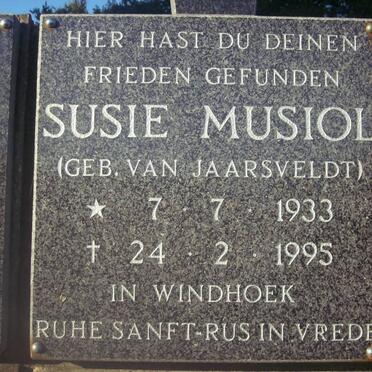 HIER HAST DU DEINEN
FRIEDEN GEFUNDEN
SUSIE MUSIOL
(GEB. VAN JAARSVELDT)
★ 7 · 7 · 1933
† 24 · 2 · 1995
IN WINDHOEK
RUHE SANFT-RUS IN VREDE